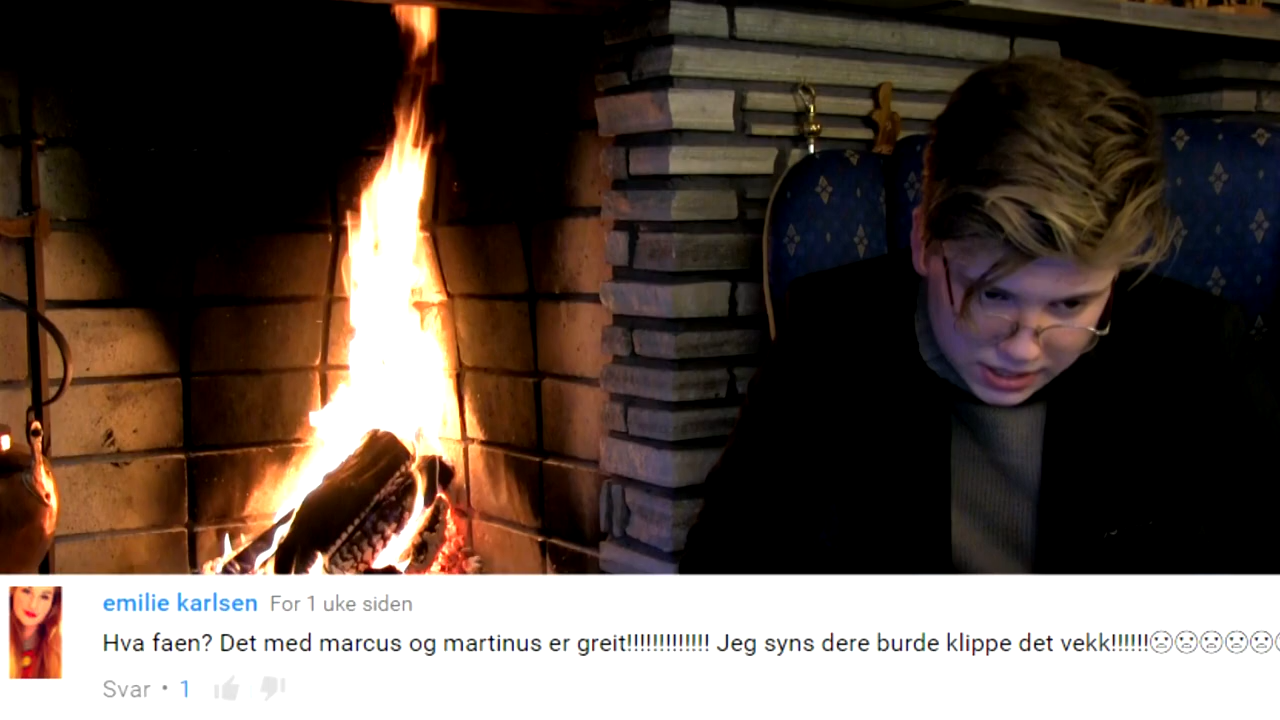 emilie karlsen For 1 uke siden
Hva faen? Det med marcus og martinus er greit!!!!!!!!!!!!! Jeg syns dere burde klippe det vekk!!!!!!☹☹☹☹☹
Svar • 1